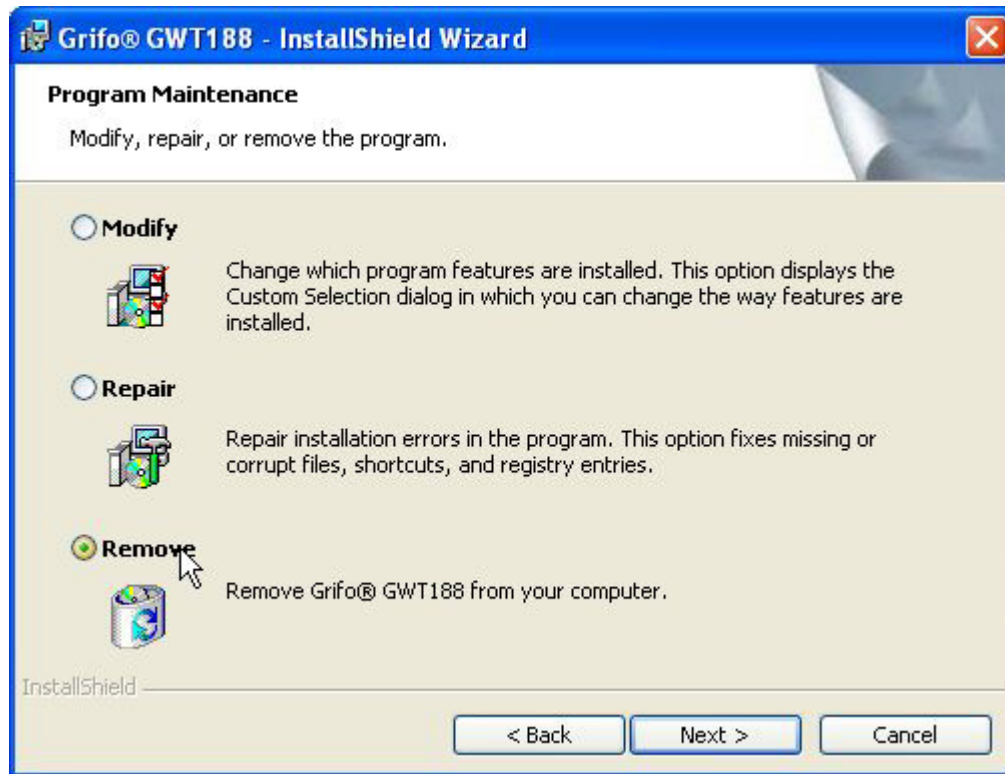 Grifo® GWT188 - InstallShield Wizard
Program Maintenance
Modify, repair, or remove the program.
Modify
Change which program features are installed. This option displays the
Custom Selection dialog in which you can change the way features are
installed.
Repair
Repair installation errors in the program. This option fixes missing or
corrupt files, shortcuts, and registry entries.
Remove
Remove Grifo® GWT188 from your computer.
InstallShield
< Back
Next >
Cancel